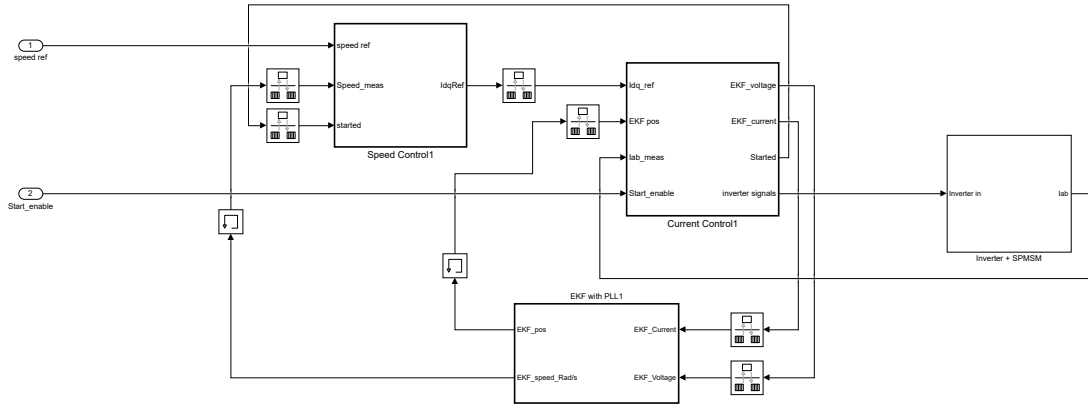 1
speed ref
speed ref
Speed_meas
started
IdqRef
Speed Control1
Idq_ref
EKF pos
Iab_meas
Start_enable
EKF_voltage
EKF_current
Started
inverter signals
Current Control1
2
Start_enable
Inverter in
Iab
Inverter + SPMSM
EKF with PLL1
EKF_pos
EKF_speed_Rad/s
EKF_Current
EKF_Voltage